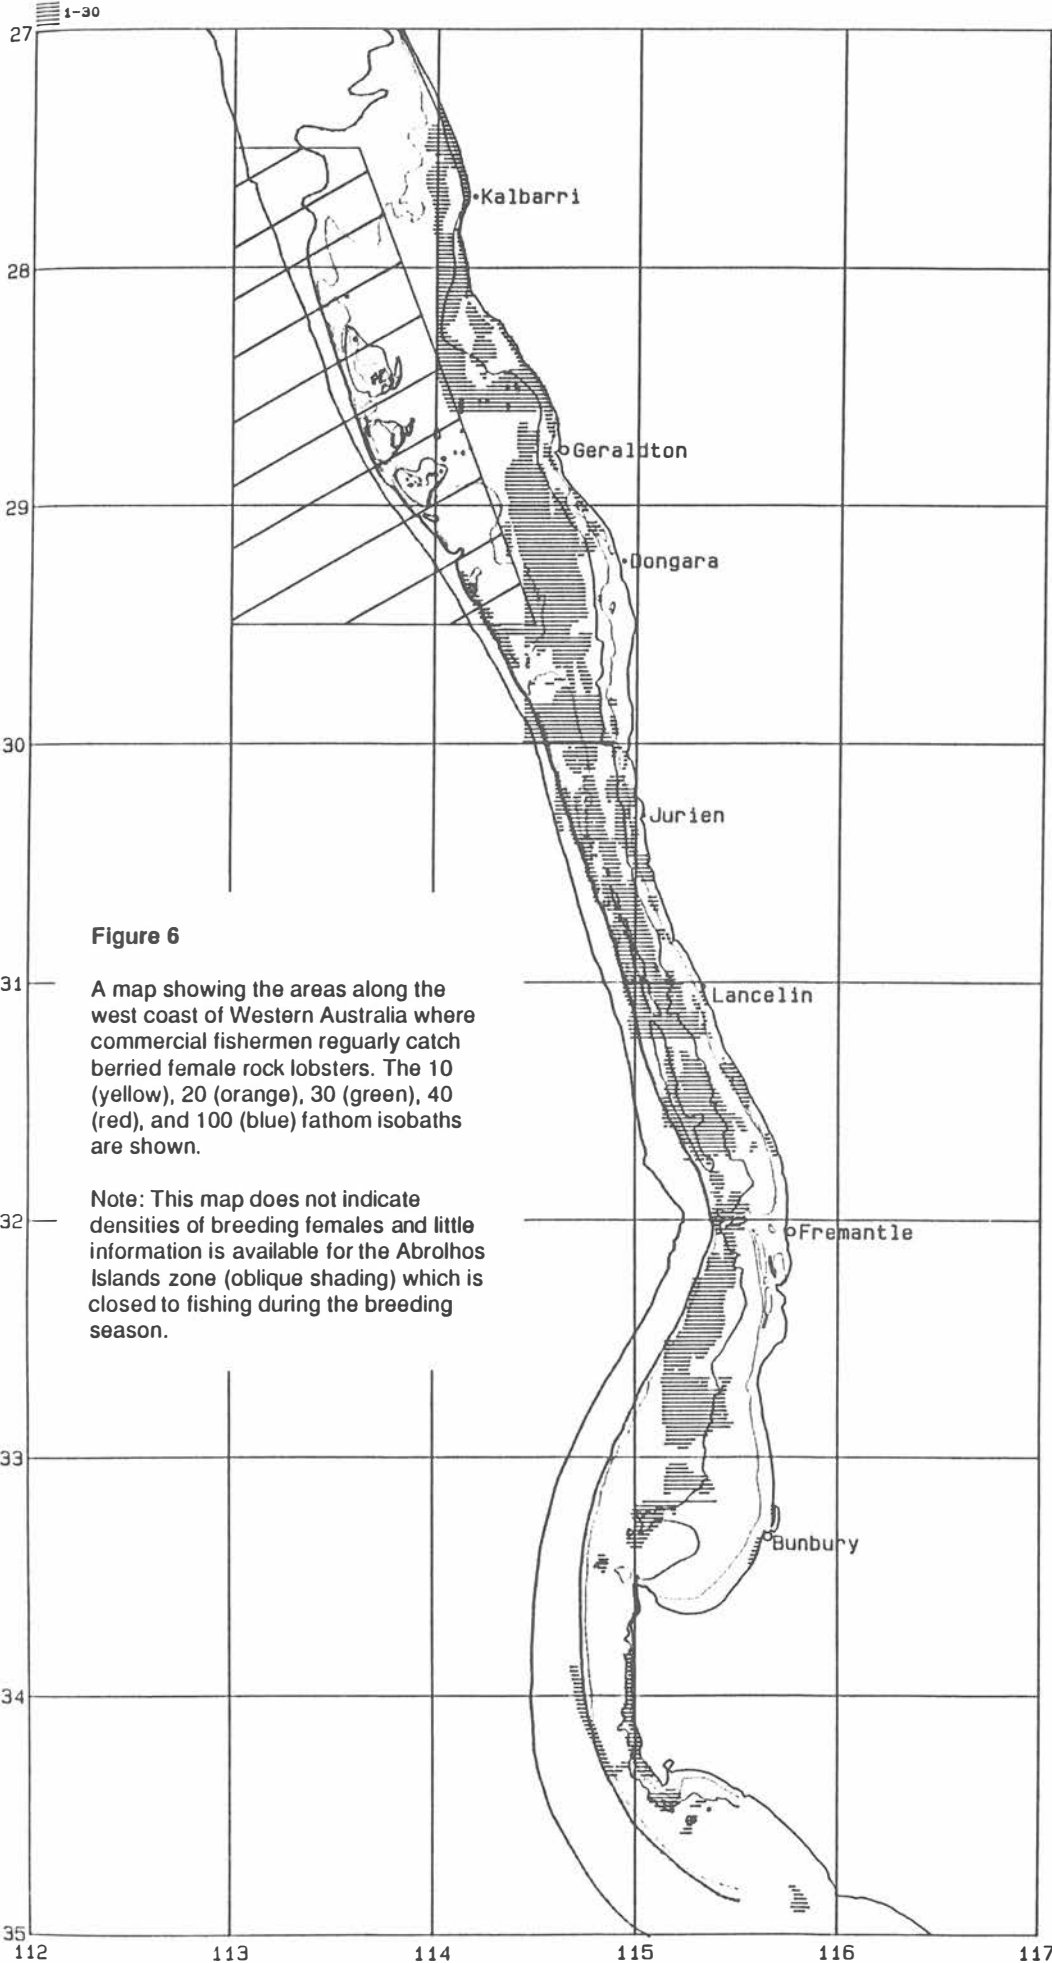 1-30
27
Kalbarri
28
Geraldton
29
Dongara
30
Jurien
Figure 6
A map showing the areas along the
west coast of Western Australia where
commercial fishermen reguarly catch
berried female rock lobsters. The 10
(yellow), 20 (orange), 30 (green), 40
(red), and 100 (blue) fathom isobaths
are shown.
Note: This map does not indicate
densities of breeding females and little
information is available for the Abrolhos
Islands zone (oblique shading) which is
closed to fishing during the breeding
season.
31
Lancelin
32
Fremantle
33
Bunbury
34
35
112 113 114 115 116 117